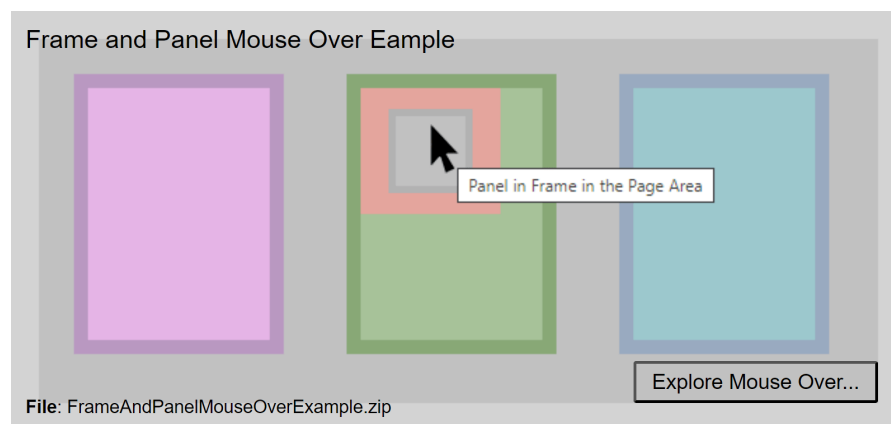 Frame and Panel Mouse Over Eample
Panel in Frame in the Page Area
Explore Mouse Over...
File: FrameAndPanelMouseOverExample.zip